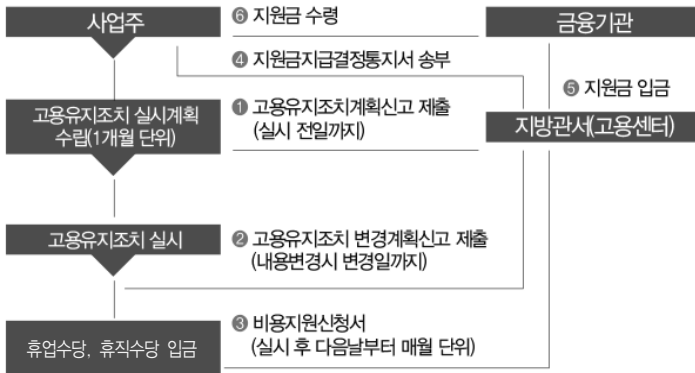 사업주
❻ 지원금 수령
금융기관
❹ 지원금지급결정통지서 송부
❺ 지원금 입금
고용유지조치 실시계획
수립(1개월 단위)
❶ 고용유지조치계획신고 제출
(실시 전일까지)
지방관서(고용센터)
고용유지조치 실시
❷ 고용유지조치 변경계획신고 제출
(내용변경시 변경일까지)
휴업수당, 휴직수당 입금
❸ 비용지원신청서
(실시 후 다음날부터 매월 단위)